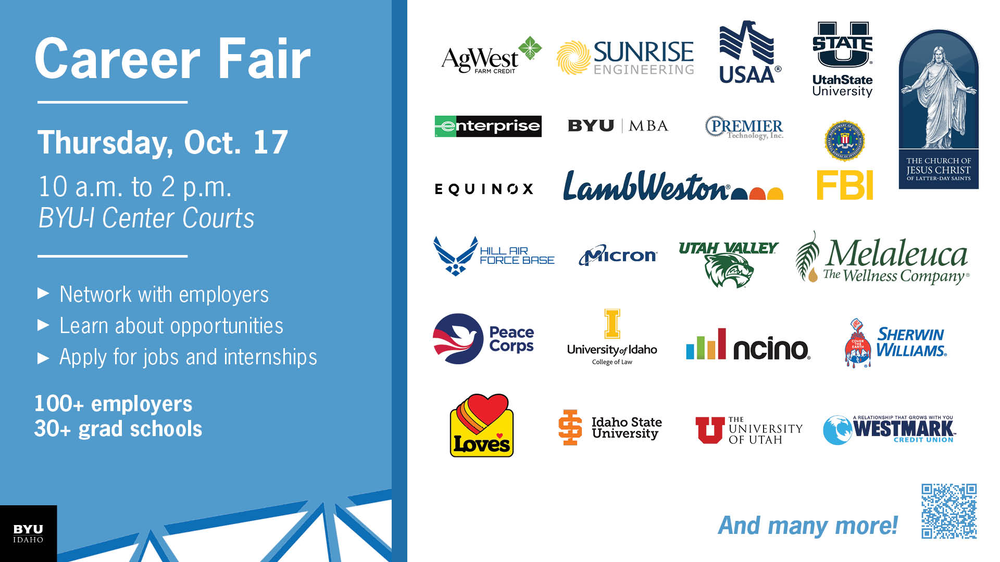 Career Fair
Thursday, Oct. 17
10 a.m. to 2 p.m.
BYU-I Center Courts
► Network with employers
► Learn about opportunities
► Apply for jobs and internships
100+ employers
30+ grad schools
BYU
IDAHO
AgWest
FARM CREDIT
SUNRISE
ENGINEERING
USAA®
U
STATE
UtahState
University
THE CHURCH OF
JESUS CHRIST
OF LATTER-DAY SAINTS
enterprise
BYU | MBA
PREMIER
Technology, Inc.
FBI
EQUINOX
LambWeston®
HILL AIR
FORCE BASE
Micron
UTAH VALLEY
Melaleuca
The Wellness Company®
Peace
Corps
I
University of Idaho
College of Law
ncino®
SWP
COVER
THE
EARTH
SHERWIN
WILLIAMS®
Love's
IS
Idaho State
University
U
THE
UNIVERSITY
OF UTAH
A RELATIONSHIP THAT GROWS WITH YOU
WESTMARK™
CREDIT UNION
And many more!